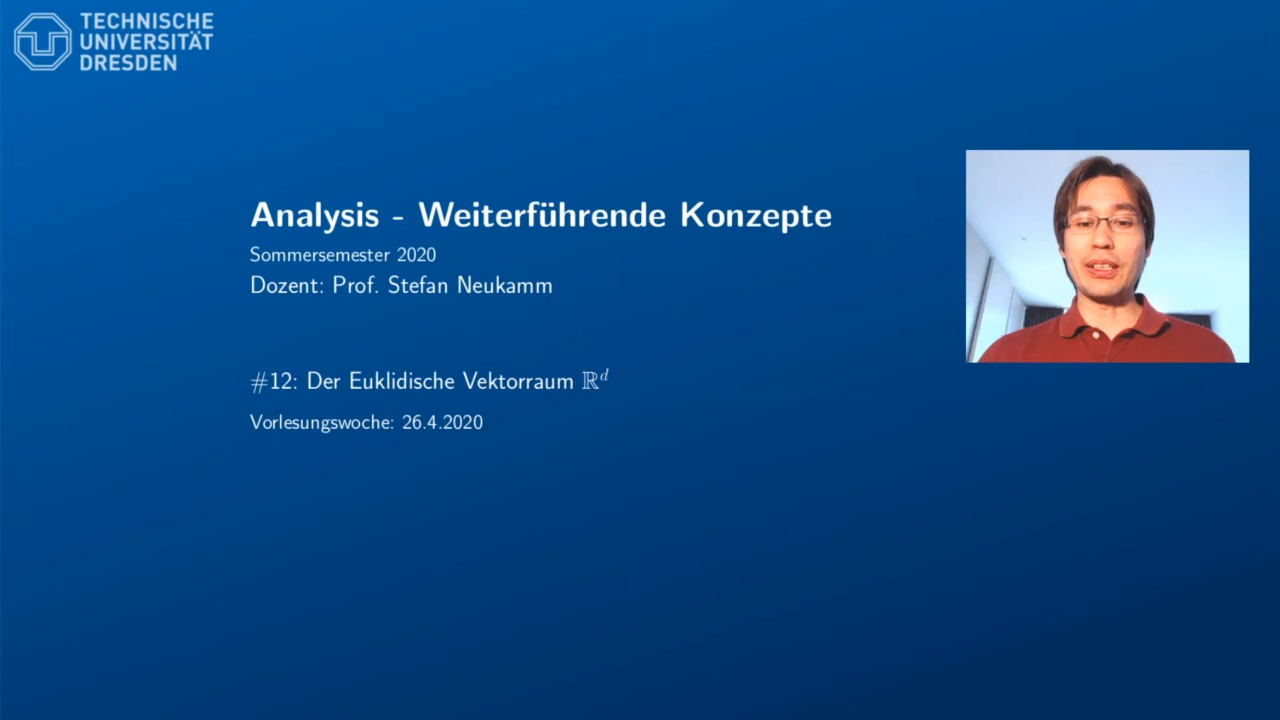 TECHNISCHE
UNIVERSITÄT
DRESDEN
Analysis - Weiterführende Konzepte
Sommersemester 2020
Dozent: Prof. Stefan Neukamm
#12: Der Euklidische Vektorraum ℝᵈ
Vorlesungswoche: 26.4.2020